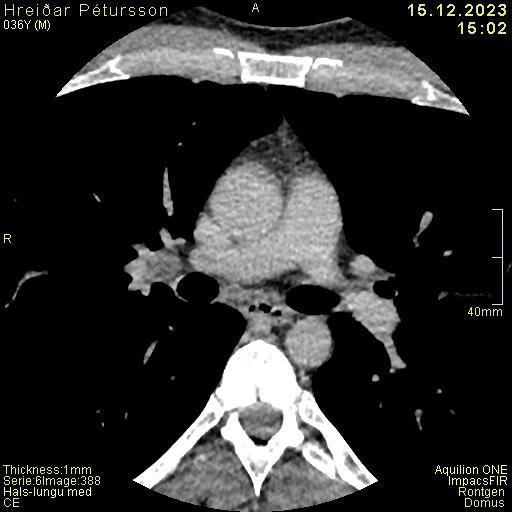 Hreiðar Pétursson
036Y (M)
A
15.12.2023
15:02
R
40mm
Thickness:1mm
Serie:6Image:388
Hals-lungu med
CE
Aquilion ONE
ImpacsFIR
Rontgen
Domus